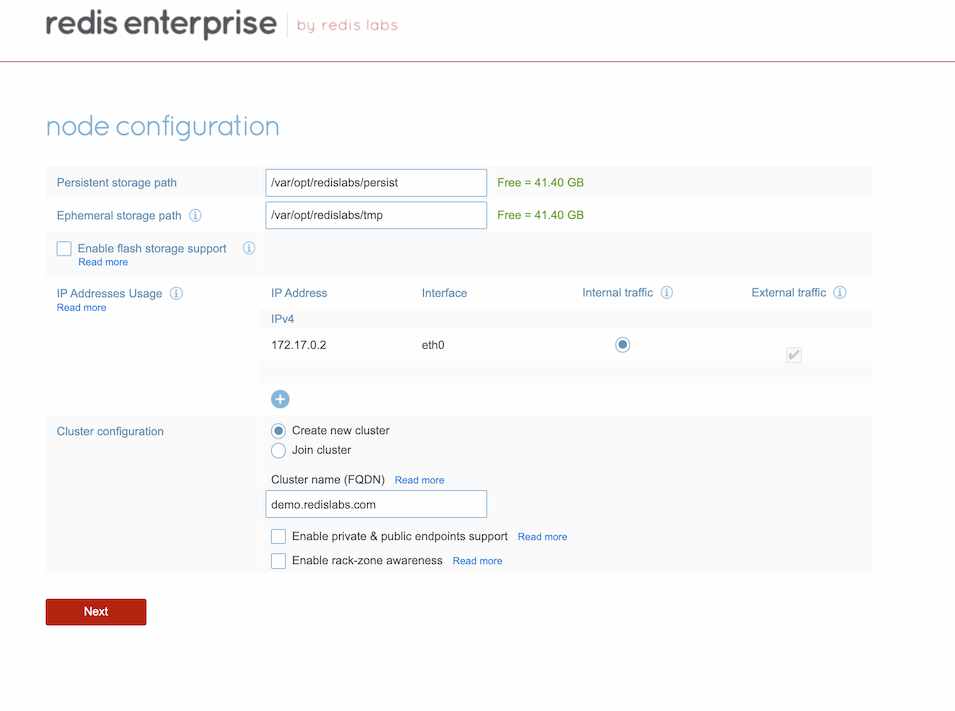 redis enterprise by redis labs
node configuration
Persistent storage path /var/opt/redislabs/persist Free = 41.40 GB
Ephemeral storage path /var/opt/redislabs/tmp Free = 41.40 GB
Enable flash storage support
Read more
IP Addresses Usage IP Address Interface Internal traffic External traffic
Read more
IPv4
172.17.0.2 eth0
Cluster configuration Create new cluster
Join cluster
Cluster name (FQDN) Read more
demo.redislabs.com
Enable private & public endpoints support Read more
Enable rack-zone awareness Read more
Next